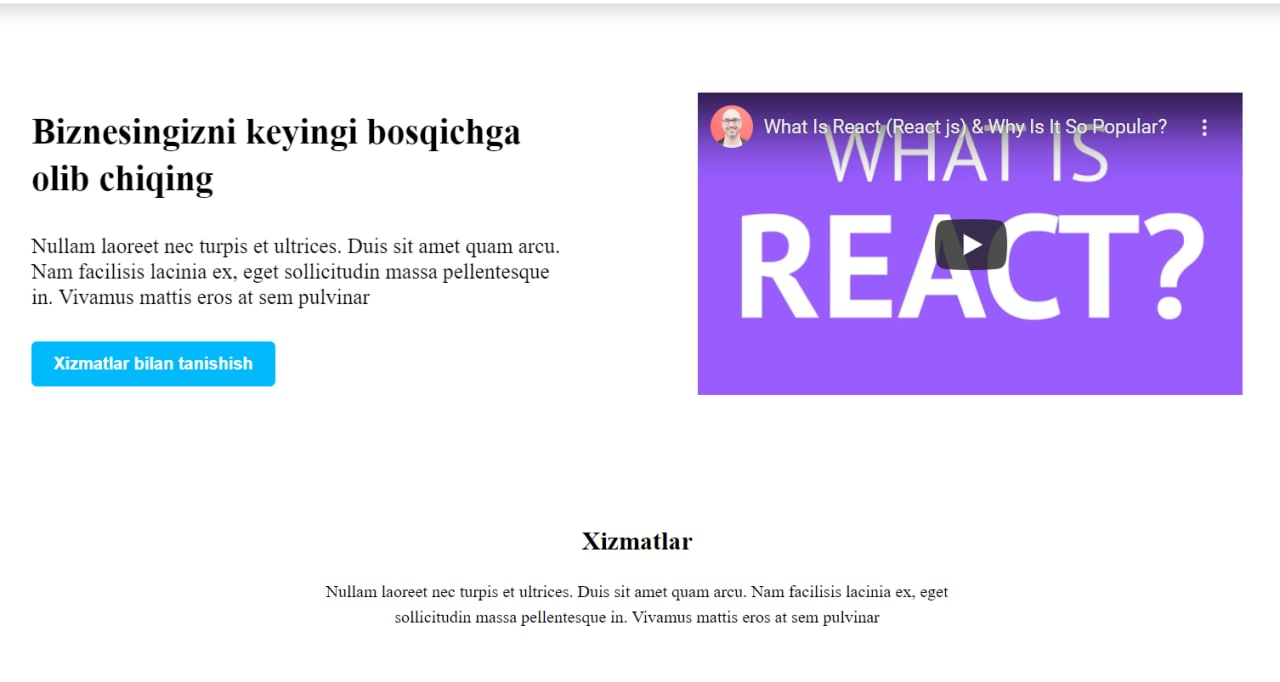 Biznesingizni keyingi bosqichga
olib chiqing
Nullam laoreet nec turpis et ultrices. Duis sit amet quam arcu.
Nam facilisis lacinia ex, eget sollicitudin massa pellentesque
in. Vivamus mattis eros at sem pulvinar
Xizmatlar bilan tanishish
What Is React (React js) & Why Is It So Popular?
WHAT IS
REACT?
Xizmatlar
Nullam laoreet nec turpis et ultrices. Duis sit amet quam arcu. Nam facilisis lacinia ex, eget
sollicitudin massa pellentesque in. Vivamus mattis eros at sem pulvinar